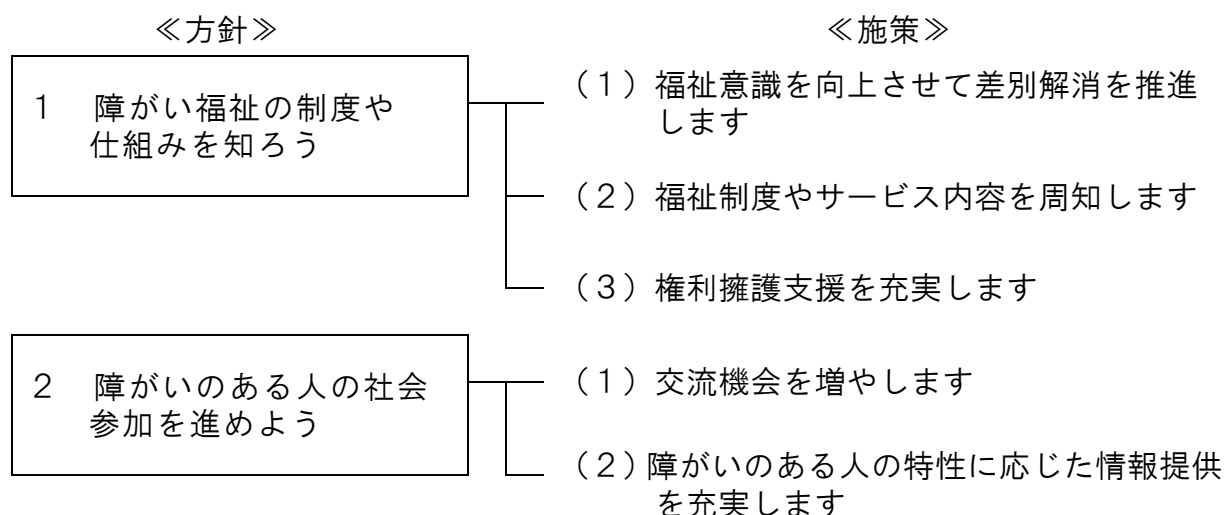 ≪方針≫
≪施策≫
1　障がい福祉の制度や
仕組みを知ろう
（1）福祉意識を向上させて差別解消を推進
します
（2）福祉制度やサービス内容を周知します
（3）権利擁護支援を充実します
2　障がいのある人の社会
参加を進めよう
（1）交流機会を増やします
（2）障がいのある人の特性に応じた情報提供
を充実します